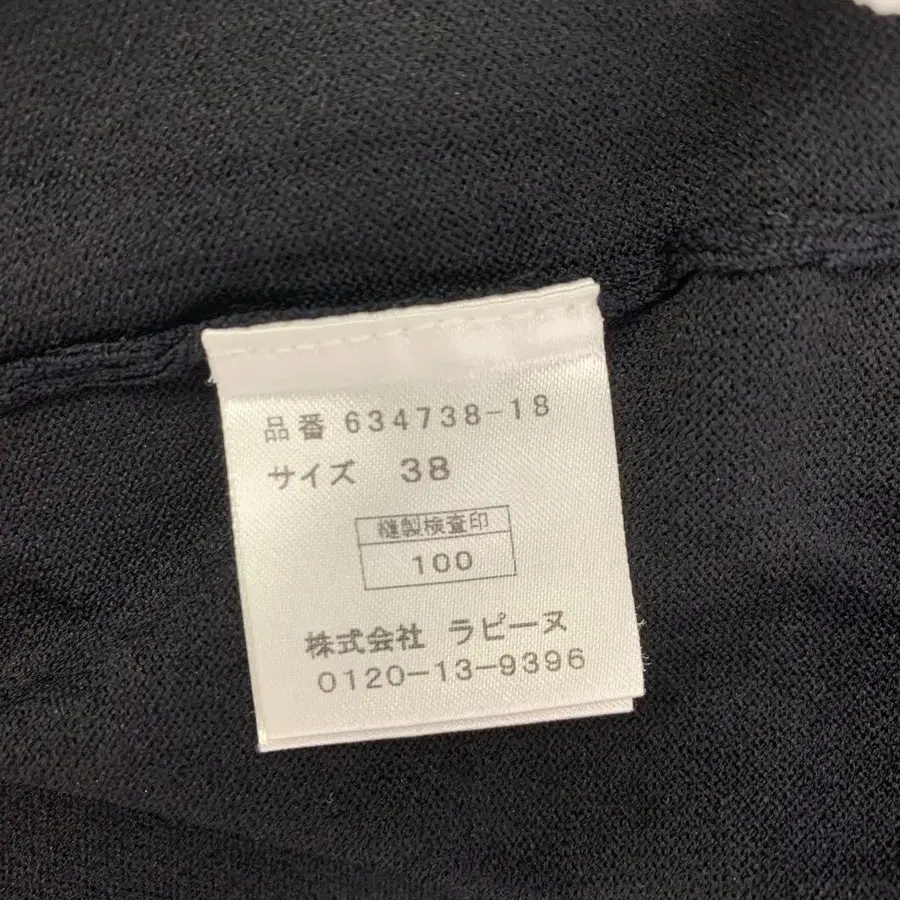 品番 634738-18
サイズ 38
縫製検査印
100
株式会社 ラピーヌ
0120-13-9396